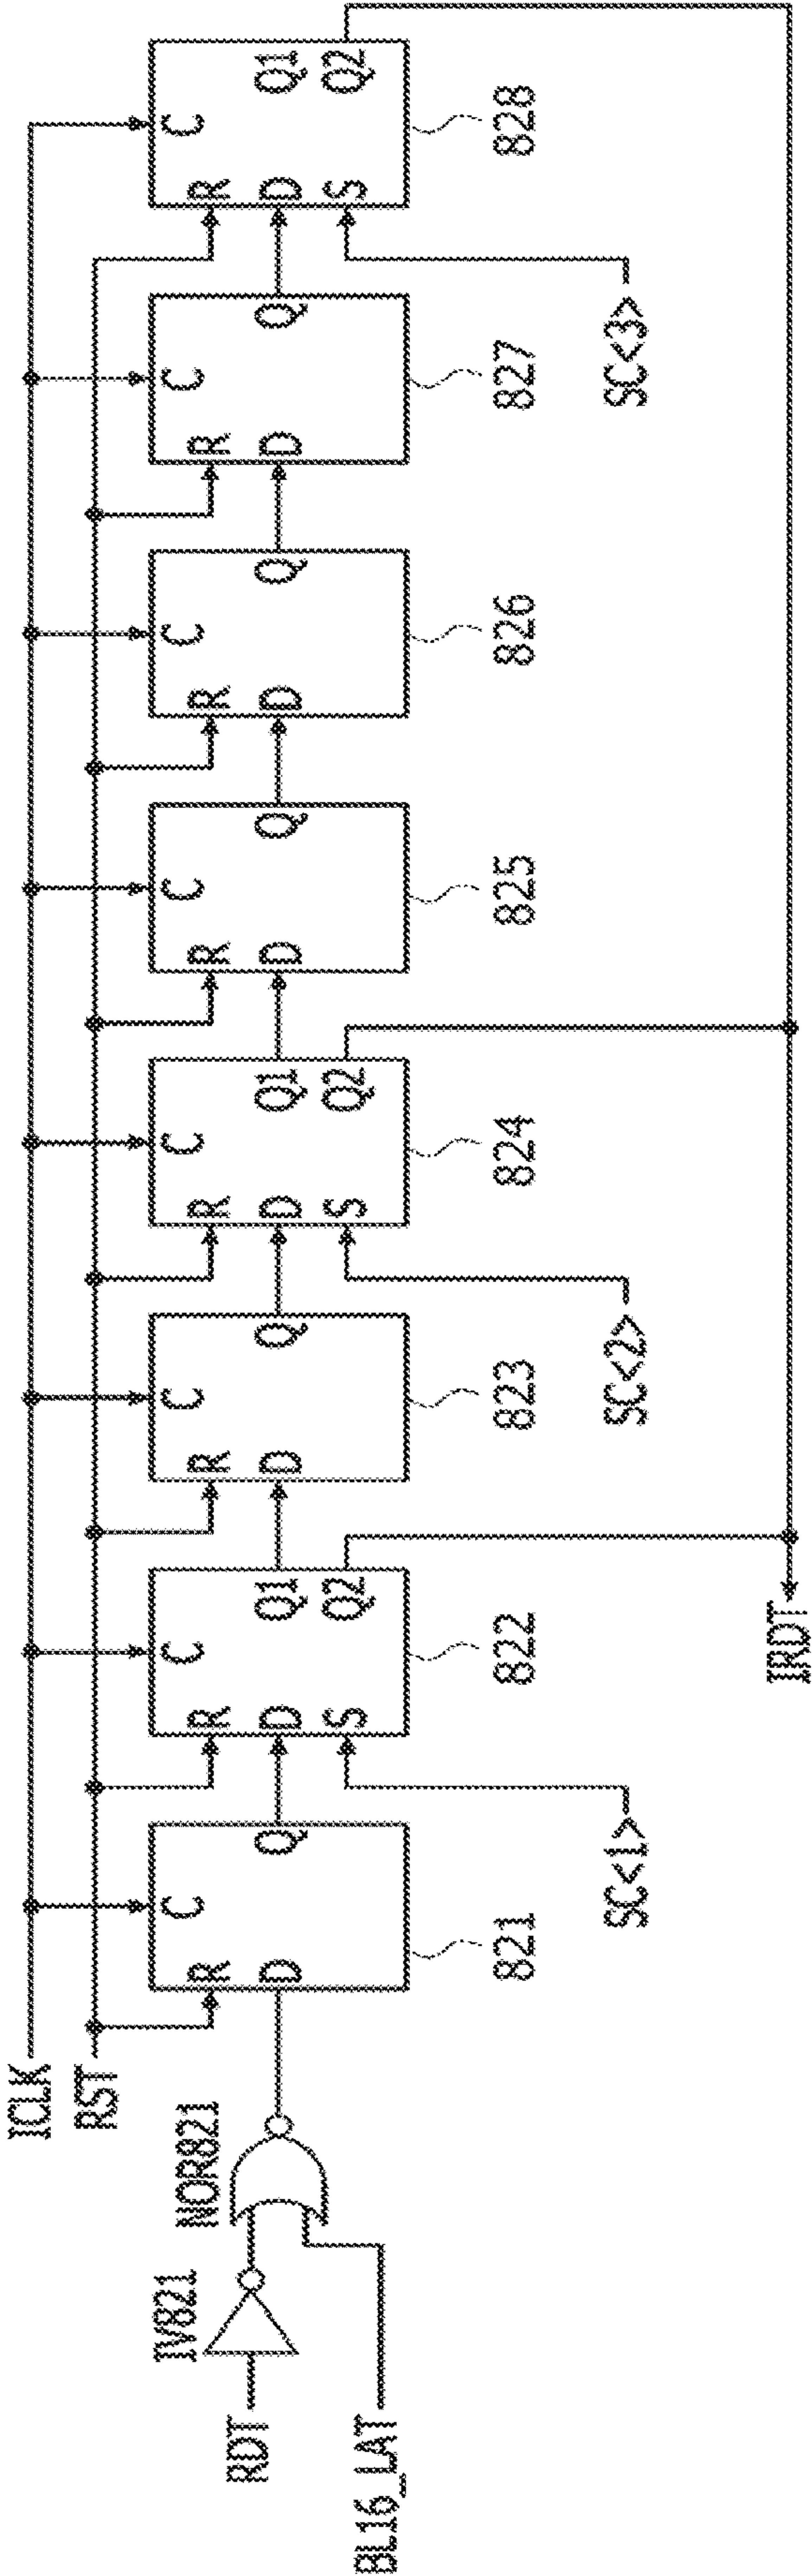 ICLK
RST
RDT
IV821
NOR821
BL16_LAT
R
D
C
Q
821
R
D
S
C
Q1
Q2
822
SC<1>
R
D
C
Q
823
R
D
S
C
Q1
Q2
824
SC<2>
R
D
C
Q
825
R
D
C
Q
826
R
D
C
Q
827
R
D
S
C
Q1
Q2
828
SC<3>
IRDT